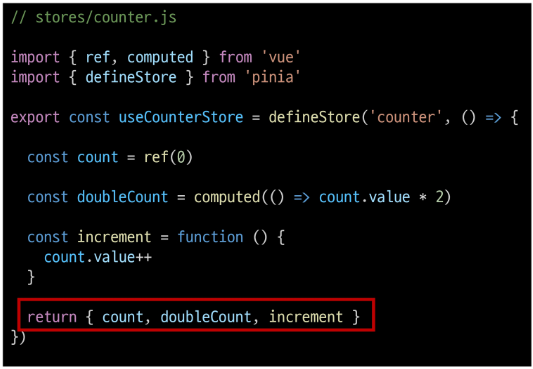 // stores/counter.js
import { ref, computed } from 'vue'
import { defineStore } from 'pinia'
export const useCounterStore = defineStore('counter', () => {
const count = ref(0)
const doubleCount = computed(() => count.value * 2)
const increment = function () {
count.value++
}
return { count, doubleCount, increment }
})